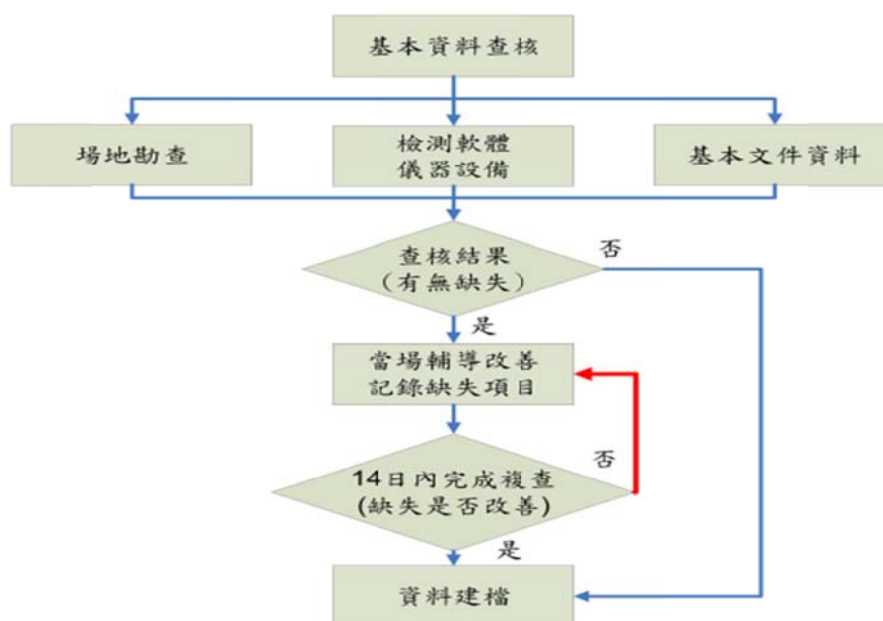 基本資料查核
場地勘查
檢測軟體
儀器設備
基本文件資料
查核結果
（有無缺失）
否
是
當場輔導改善
記錄缺失項目
14日內完成複查
(缺失是否改善)
否
是
資料建檔